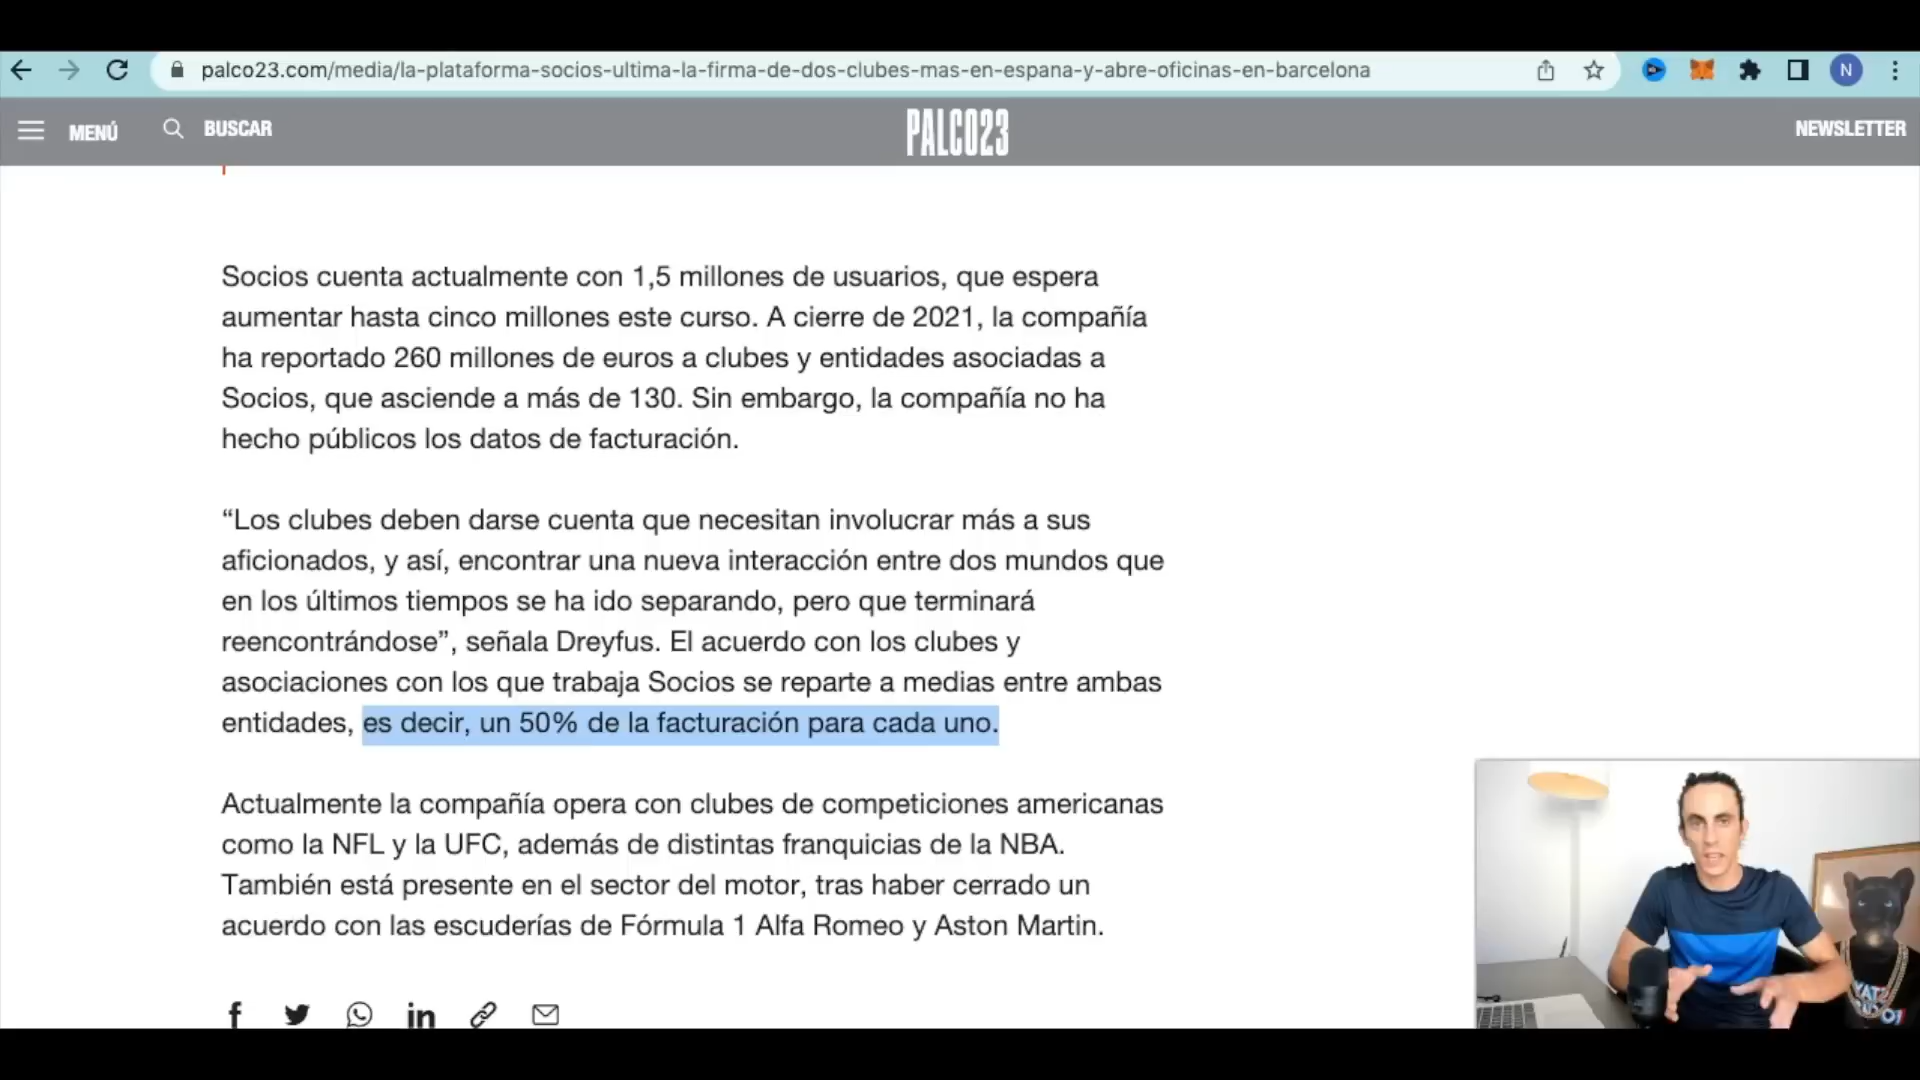 palco23.com/media/la-plataforma-socios-ultima-la-firma-de-dos-clubes-mas-en-espana-y-abre-oficinas-en-barcelona
N
MENÚ
BUSCAR
PALCO23
NEWSLETTER
Socios cuenta actualmente con 1,5 millones de usuarios, que espera
aumentar hasta cinco millones este curso. A cierre de 2021, la compañía
ha reportado 260 millones de euros a clubes y entidades asociadas a
Socios, que asciende a más de 130. Sin embargo, la compañía no ha
hecho públicos los datos de facturación.
“Los clubes deben darse cuenta que necesitan involucrar más a sus
aficionados, y así, encontrar una nueva interacción entre dos mundos que
en los últimos tiempos se ha ido separando, pero que terminará
reencontrándose”, señala Dreyfus. El acuerdo con los clubes y
asociaciones con los que trabaja Socios se reparte a medias entre ambas
entidades, es decir, un 50% de la facturación para cada uno.
Actualmente la compañía opera con clubes de competiciones americanas
como la NFL y la UFC, además de distintas franquicias de la NBA.
También está presente en el sector del motor, tras haber cerrado un
acuerdo con las escuderías de Fórmula 1 Alfa Romeo y Aston Martin.